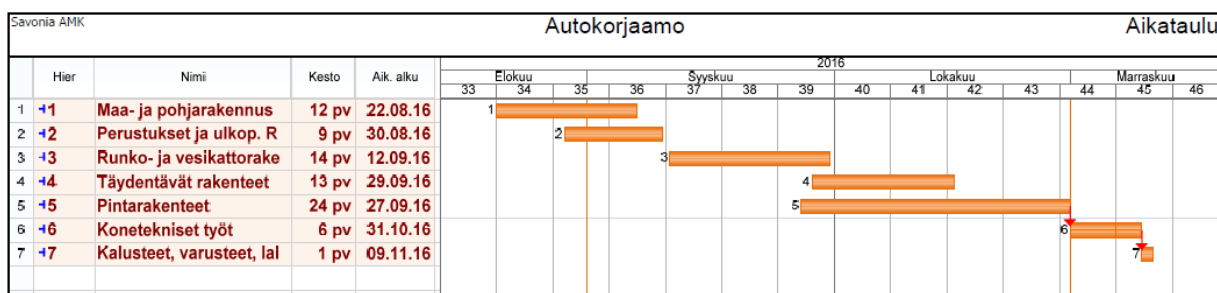 Savonia AMK Autokorjaamo Aikataulu
2016
Hier Nimii Kesto Aik. alku Elokuu Syyskuu Lokakuu Marraskuu
33 34 35 36 37 38 39 40 41 42 43 44 45 46
1 1 Maa- ja pohjarakennus 12 pv 22.08.16 1
2 2 Perustukset ja ulkop. R 9 pv 30.08.16 2
3 3 Runko- ja vesikattorake 14 pv 12.09.16 3
4 4 Täydentävät rakenteet 13 pv 29.09.16 4
5 5 Pintarakenteet 24 pv 27.09.16 5
6 6 Konetekniset työt 6 pv 31.10.16 6
7 7 Kalusteet, varusteet, lal 1 pv 09.11.16 7